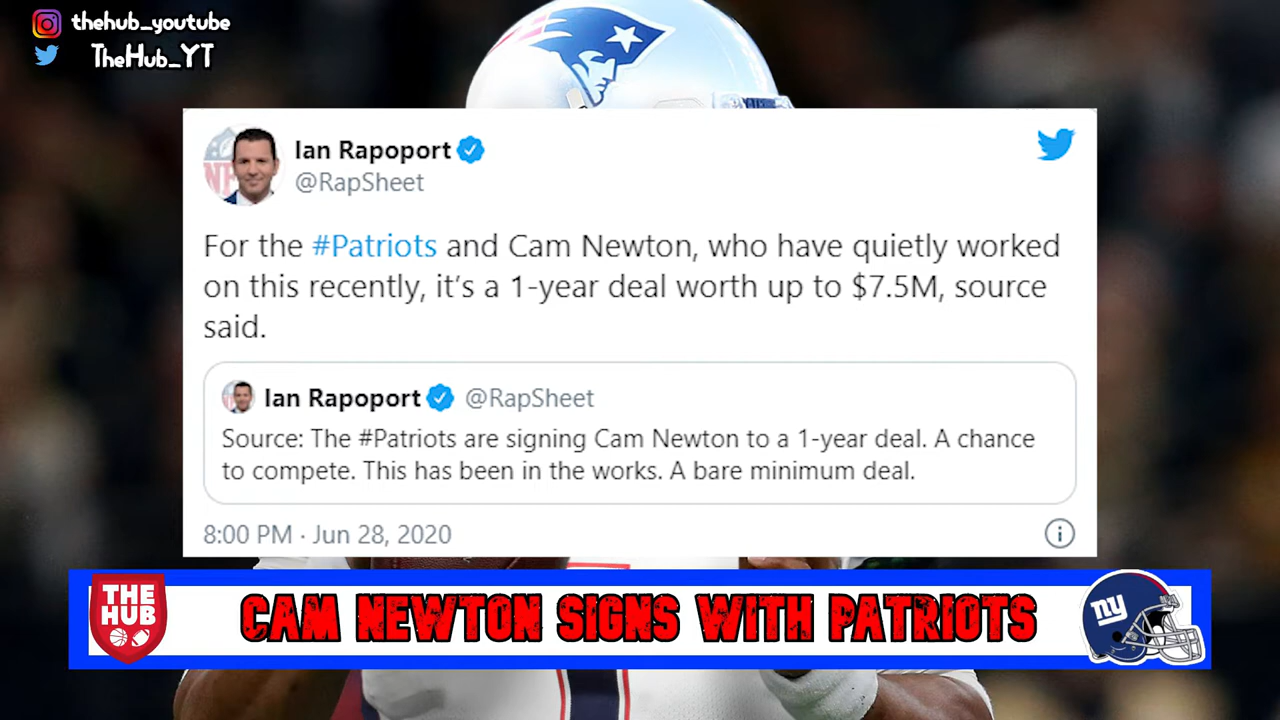 thehub_youtube
TheHub_YT
Ian Rapoport
@RapSheet
For the #Patriots and Cam Newton, who have quietly worked
on this recently, it’s a 1-year deal worth up to $7.5M, source
said.
Ian Rapoport @RapSheet
Source: The #Patriots are signing Cam Newton to a 1-year deal. A chance
to compete. This has been in the works. A bare minimum deal.
8:00 PM · Jun 28, 2020
THE
HUB
CAM NEWTON SIGNS WITH PATRIOTS
ny